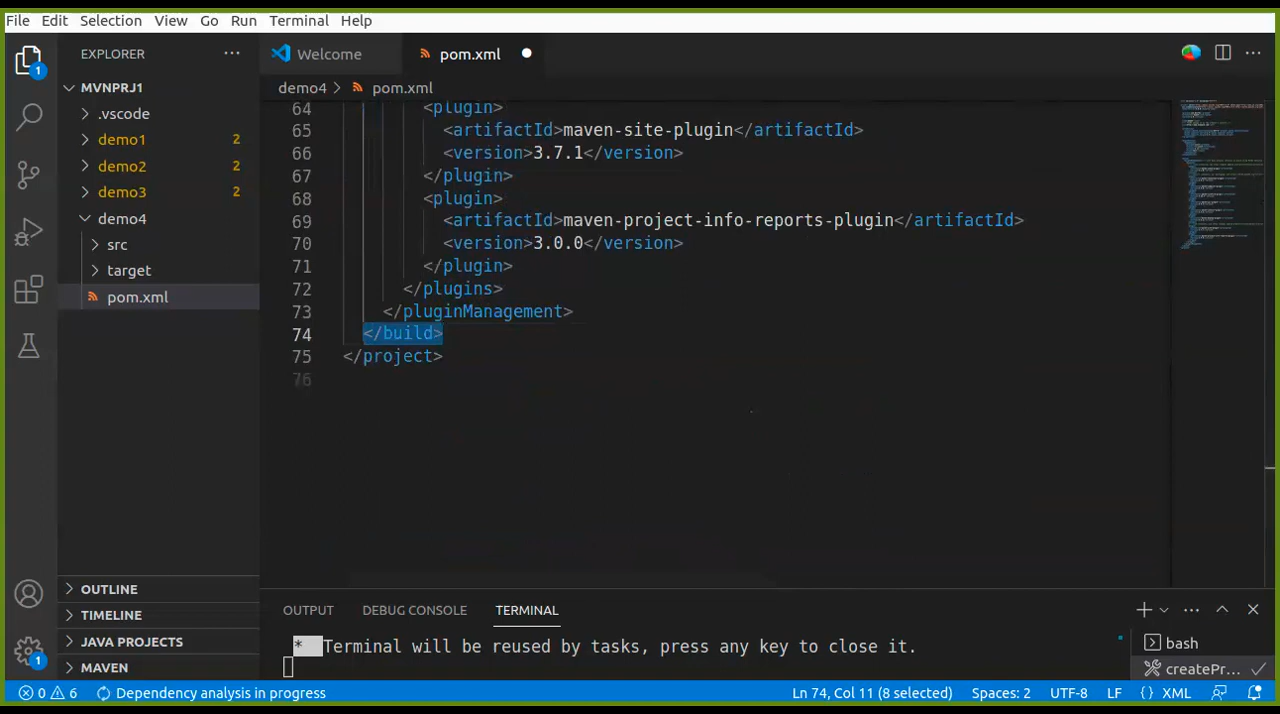 File Edit Selection View Go Run Terminal Help
EXPLORER ...
Welcome
pom.xml
MVNPRJ1
demo4 > pom.xml
.vscode
demo1 2
demo2 2
demo3 2
demo4
src
target
pom.xml
64 <plugin>
65 <artifactId>maven-site-plugin</artifactId>
66 <version>3.7.1</version>
67 </plugin>
68 <plugin>
69 <artifactId>maven-project-info-reports-plugin</artifactId>
70 <version>3.0.0</version>
71 </plugin>
72 </plugins>
73 </pluginManagement>
74 </build>
75 </project>
76
1
OUTLINE
TIMELINE
JAVA PROJECTS
MAVEN
1
OUTPUT DEBUG CONSOLE TERMINAL
* Terminal will be reused by tasks, press any key to close it.
bash
createPr...
0 6 Dependency analysis in progress
Ln 74, Col 11 (8 selected) Spaces: 2 UTF-8 LF {} XML